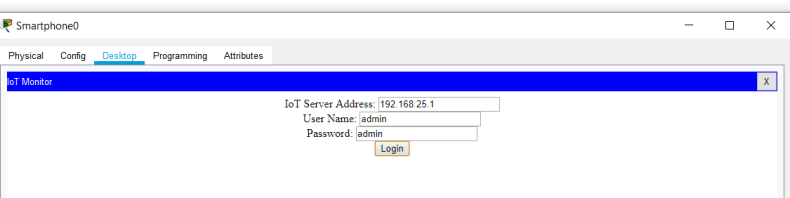 Smartphone0
Physical Config Desktop Programming Attributes
IoT Monitor X
IoT Server Address: 192.168.25.1
User Name: admin
Password: admin
Login